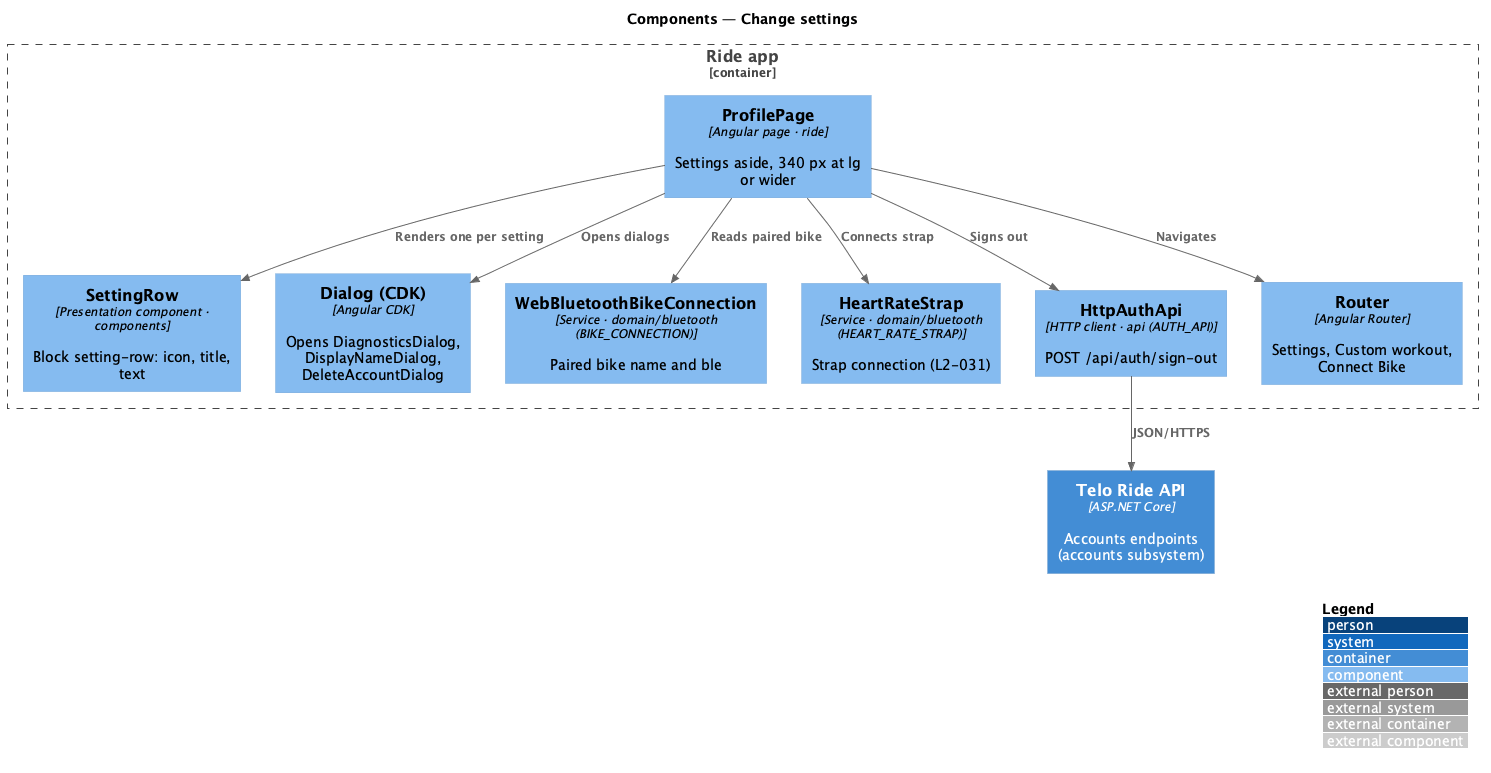 Components — Change settings
Ride app
[container]
ProfilePage
[Angular page · ride]
Settings aside, 340 px at lg
or wider
Renders one per setting
Opens dialogs
Reads paired bike
Connects strap
Signs out
Navigates
SettingRow
[Presentation component ·
components]
Block setting-row: icon, title,
text
Dialog (CDK)
[Angular CDK]
Opens DiagnosticsDialog,
DisplayNameDialog,
DeleteAccountDialog
WebBluetoothBikeConnection
[Service · domain/bluetooth
(BIKE_CONNECTION)]
Paired bike name and ble
HeartRateStrap
[Service · domain/bluetooth
(HEART_RATE_STRAP)]
Strap connection (L2-031)
HttpAuthApi
[HTTP client · api (AUTH_API)]
POST /api/auth/sign-out
Router
[Angular Router]
Settings, Custom workout,
Connect Bike
JSON/HTTPS
Telo Ride API
[ASP.NET Core]
Accounts endpoints
(accounts subsystem)
Legend
person
system
container
component
external person
external system
external container
external component